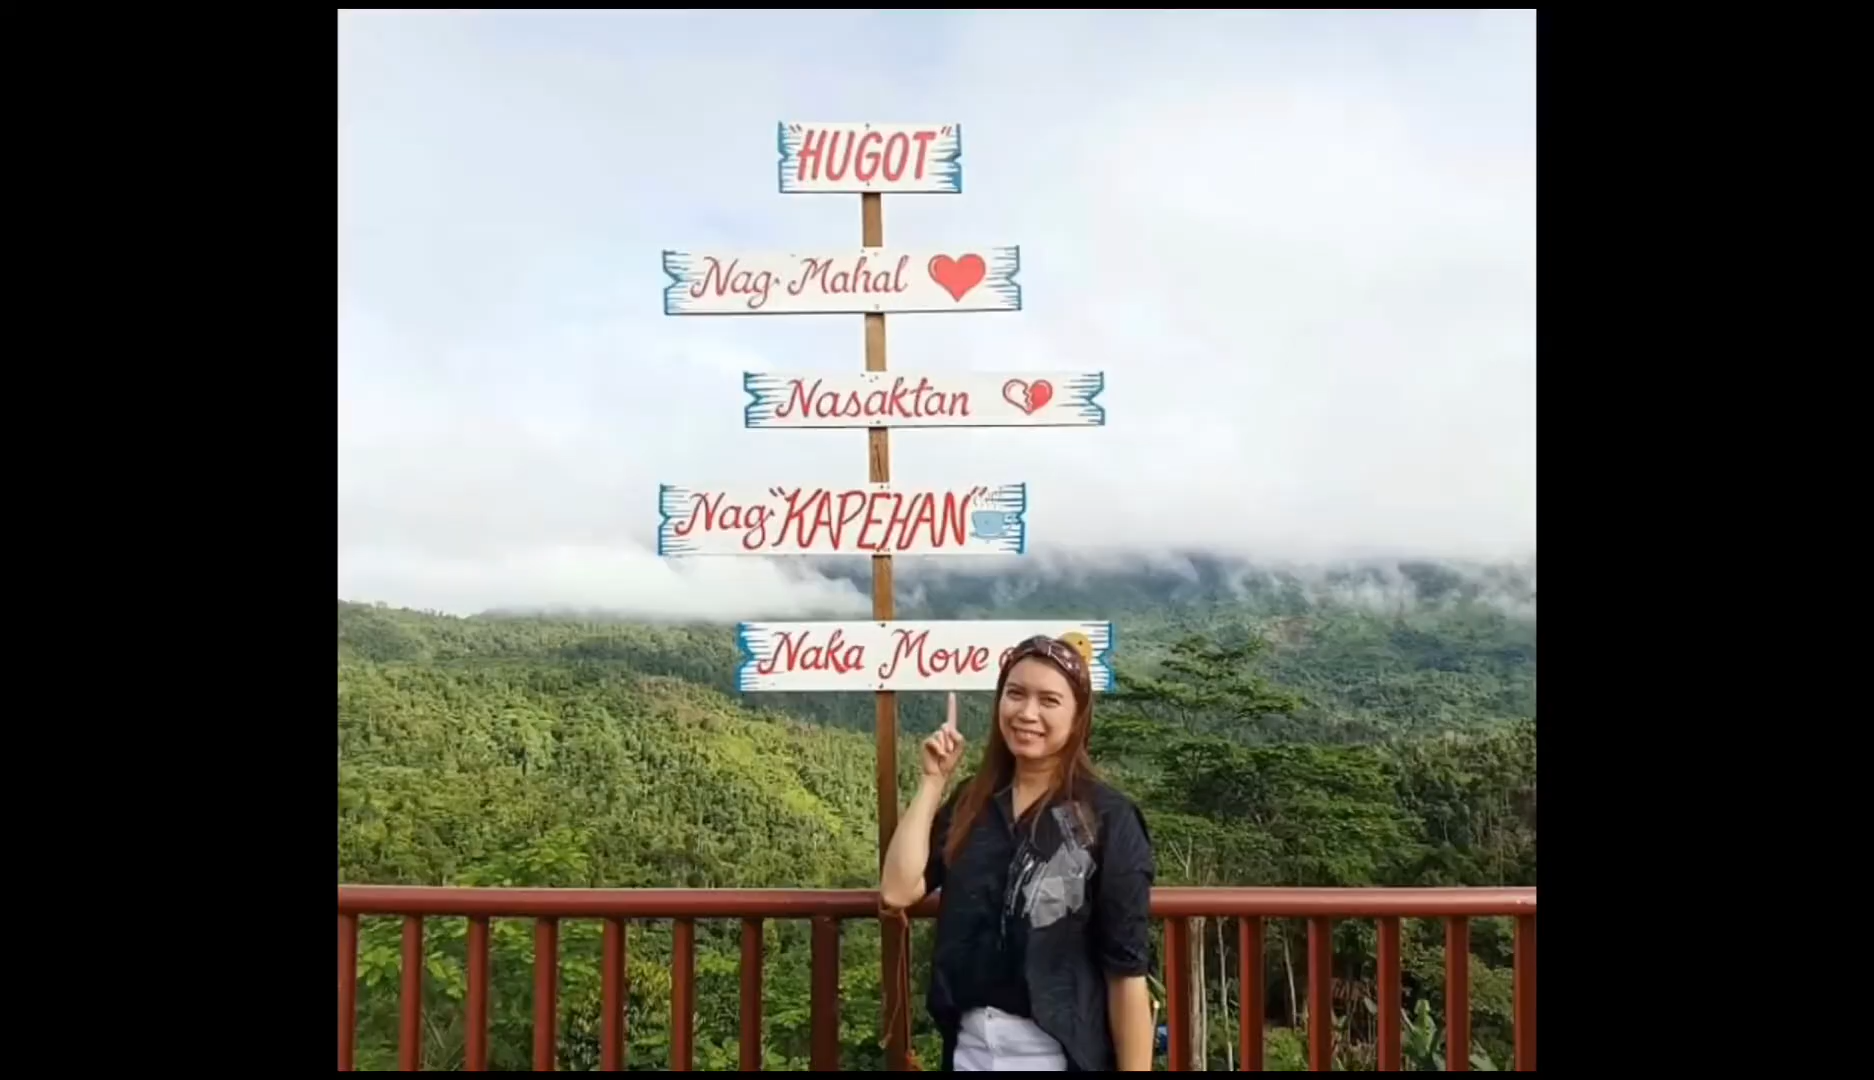 "HUGOT"
Nag-Mahal
Nasaktan
Nag "KAPEHAN"
Naka Move